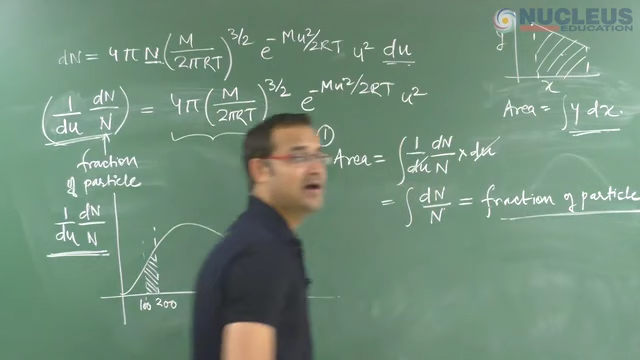 NUCLEUS
EDUCATION
dN = 4π N (M/2πRT)^3/2 e^-Mu²/2RT u² du
(1/du dN/N) = 4π (M/2πRT)^3/2 e^-Mu²/2RT u²
fraction
of particle
1/du dN/N
100 200
y
x
Area = ∫ y dx.
① Area = ∫ 1/du dN/N × du
= ∫ dN/N = fraction of particle